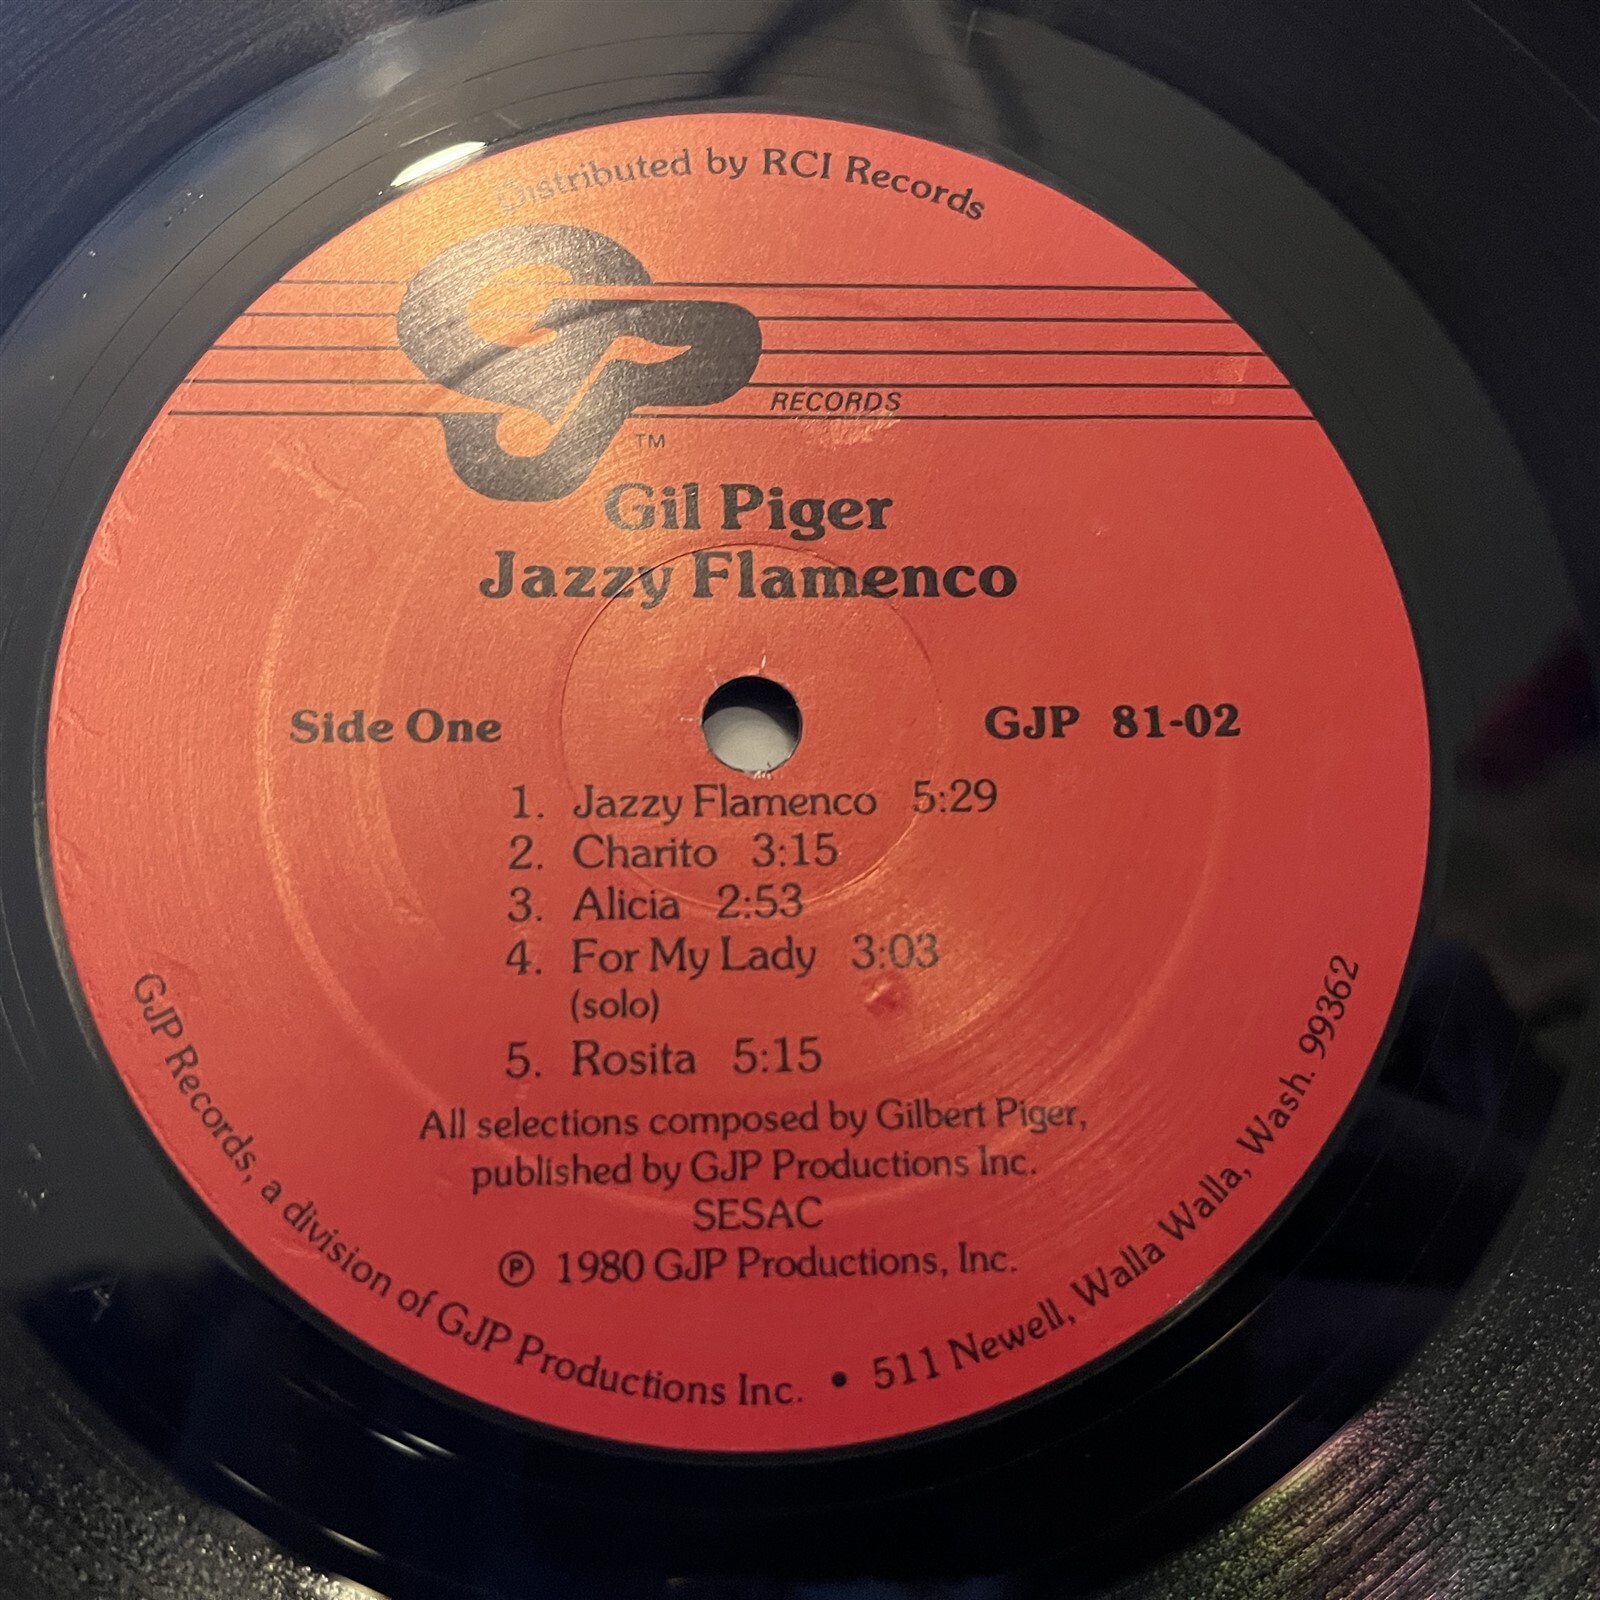 Distributed by RCI Records
RECORDS
TM
Gil Piger
Jazzy Flamenco
Side One
GJP 81-02
1. Jazzy Flamenco 5:29
2. Charito 3:15
3. Alicia 2:53
4. For My Lady 3:03
(solo)
5. Rosita 5:15
All selections composed by Gilbert Piger,
published by GJP Productions Inc.
SESAC
℗ 1980 GJP Productions, Inc.
GJP Records, a division of GJP Productions Inc. • 511 Newell, Walla Walla, Wash. 99362